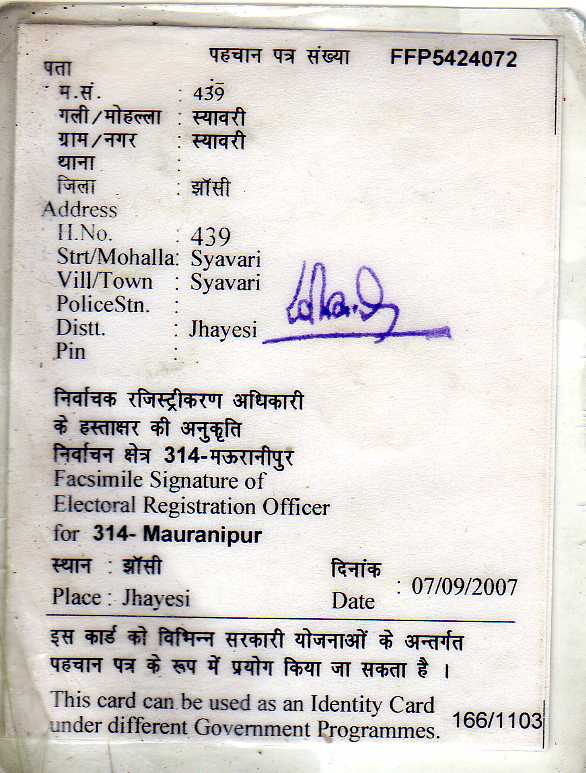 पहचान पत्र संख्या FFP5424072
पता
म.सं. : 439
गली/मोहल्ला : स्यावरी
ग्राम/नगर : स्यावरी
थाना :
जिला : झाँसी
Address
H.No. : 439
Strt/Mohalla: Syavari
Vill/Town : Syavari
PoliceStn. :
Distt. : Jhayesi
Pin :
निर्वाचक रजिस्ट्रीकरण अधिकारी
के हस्ताक्षर की अनुकृति
निर्वाचन क्षेत्र 314-मऊरानीपुर
Facsimile Signature of
Electoral Registration Officer
for 314- Mauranipur
स्थान : झाँसी दिनांक
Place : Jhayesi Date : 07/09/2007
इस कार्ड को विभिन्न सरकारी योजनाओं के अन्तर्गत
पहचान पत्र के रूप में प्रयोग किया जा सकता है ।
This card can be used as an Identity Card
under different Government Programmes. 166/1103